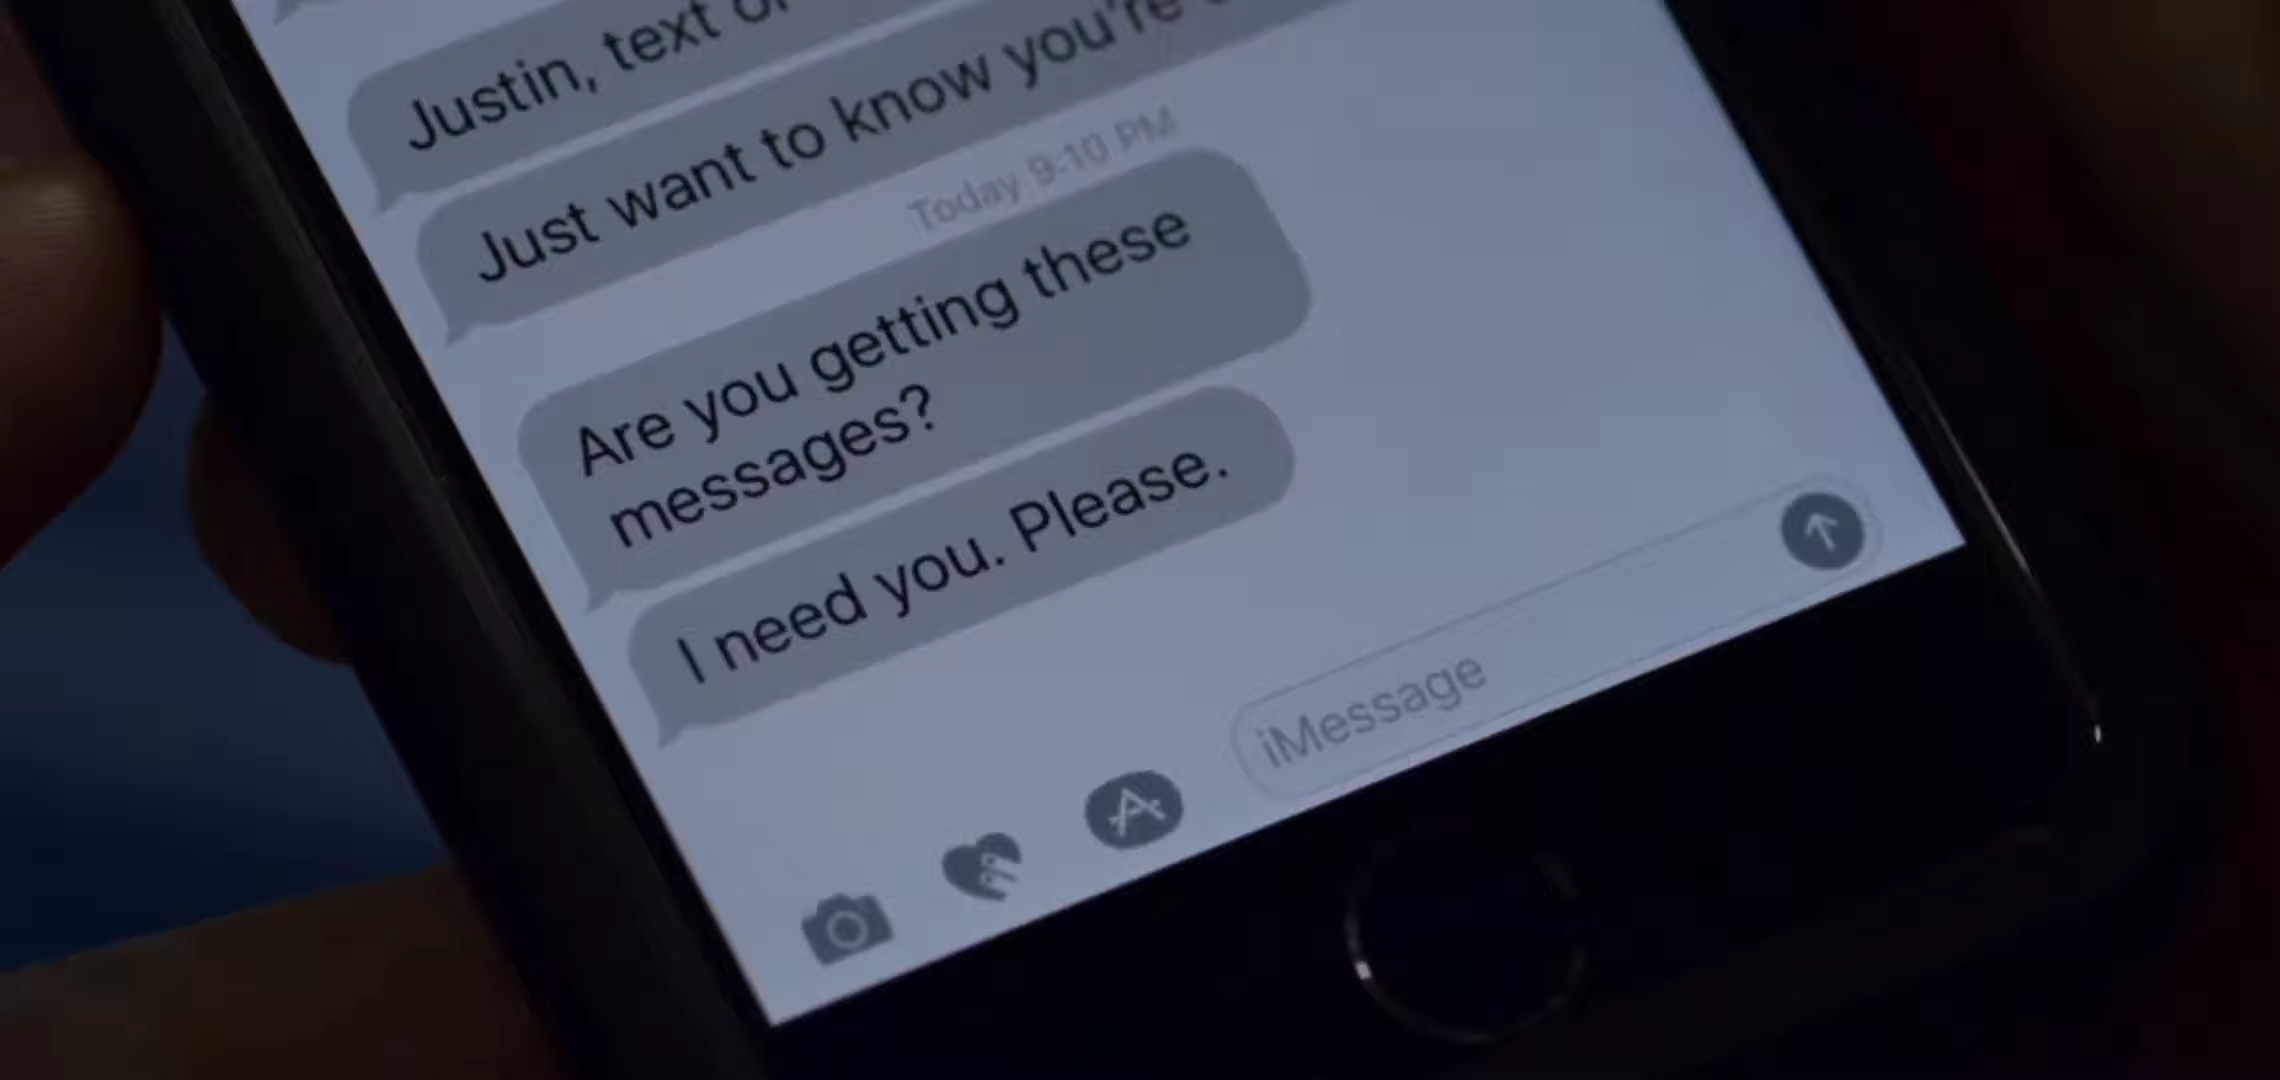 Justin, text
Just want to know you're
Today 9:10 PM
Are you getting these
messages?
I need you. Please.
iMessage